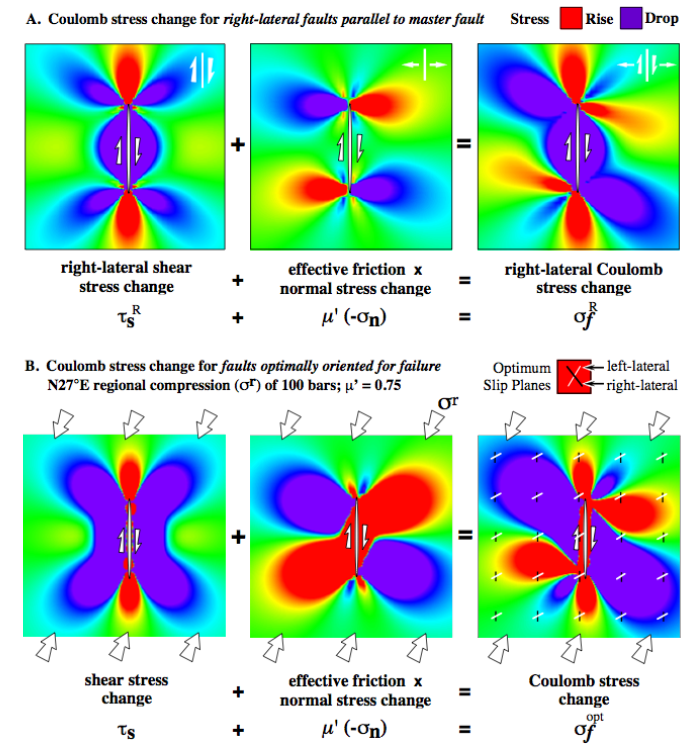 A. Coulomb stress change for right-lateral faults parallel to master fault Stress Rise Drop
+ =
right-lateral shear stress change + effective friction x normal stress change = right-lateral Coulomb stress change
τsᴿ + μ' (-σn) = σfᴿ
B. Coulomb stress change for faults optimally oriented for failure
N27°E regional compression (σʳ) of 100 bars; μ’ = 0.75
Optimum Slip Planes
left-lateral
right-lateral
σʳ
+ =
shear stress change + effective friction x normal stress change = Coulomb stress change
τs + μ' (-σn) = σf opt